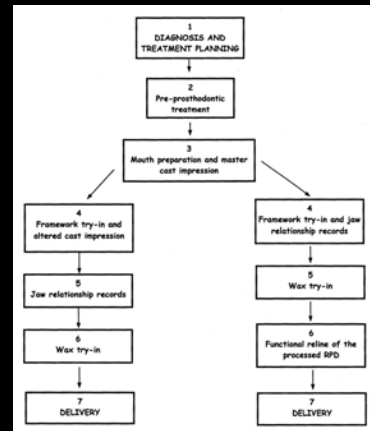 1
DIAGNOSIS AND
TREATMENT PLANNING
2
Pre-prosthodontic
treatment
3
Mouth preparation and master
cast impression
4
Framework try-in and
altered cast impression
5
Jaw relationship records
6
Wax try-in
7
DELIVERY
4
Framework try-in and jaw
relationship records
5
Wax try-in
6
Functional reline of the
processed RPD
7
DELIVERY